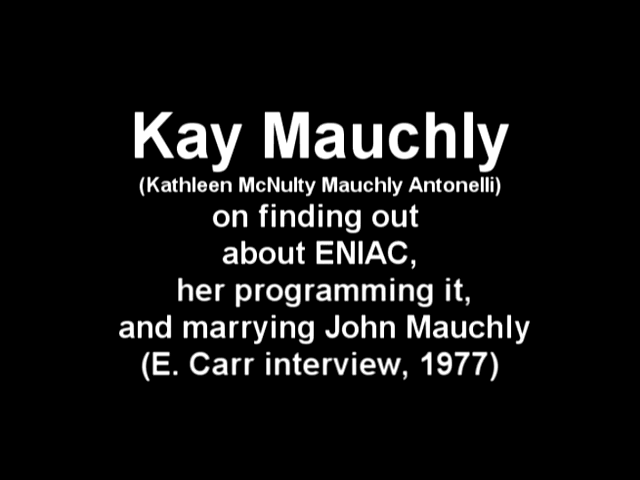 Kay Mauchly
(Kathleen McNulty Mauchly Antonelli)
on finding out
about ENIAC,
her programming it,
and marrying John Mauchly
(E. Carr interview, 1977)